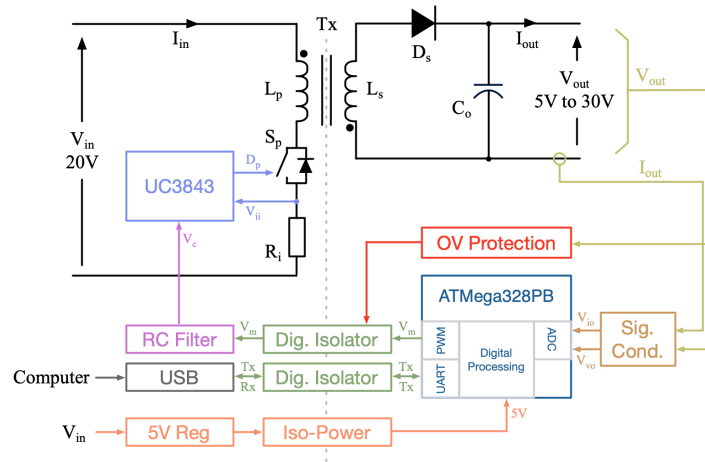 Tx
I_in
D_s
I_out
L_p
L_s
C_o
V_out
5V to 30V
V_out
V_in
20V
S_p
UC3843
D_p
V_ii
I_out
R_i
V_c
OV Protection
ATMega328PB
RC Filter
V_m
Dig. Isolator
V_m
PWM
Digital
Processing
ADC
V_io
V_vo
Sig.
Cond.
Computer
USB
Tx
Rx
Dig. Isolator
Tx
Tx
UART
V_in
5V Reg
Iso-Power
5V